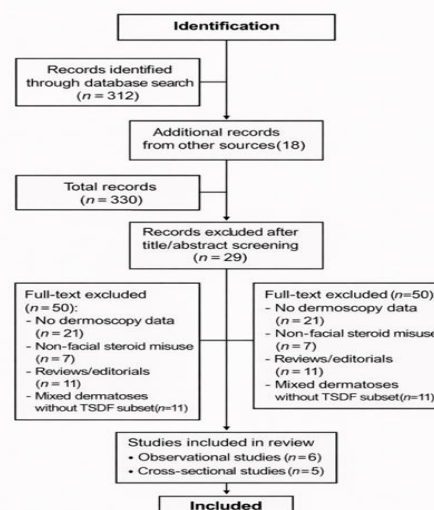 Identification
Records identified
through database search
(n = 312)
Additional records
from other sources (18)
Total records
(n = 330)
Records excluded after
title/abstract screening
(n = 29)
Full-text excluded
(n = 50):
- No dermoscopy data
(n = 21)
- Non-facial steroid misuse
(n = 7)
- Reviews/editorials
(n = 11)
- Mixed dermatoses
without TSDF subset(n=11)
Full-text excluded (n=50)
- No dermoscopy data
(n = 21)
- Non-facial steroid misuse
(n = 7)
- Reviews/editorials
(n = 11)
- Mixed dermatoses
without TSDF subset(n=11)
Studies included in review
• Observational studies (n=6)
• Cross-sectional studies (n=5)
Included